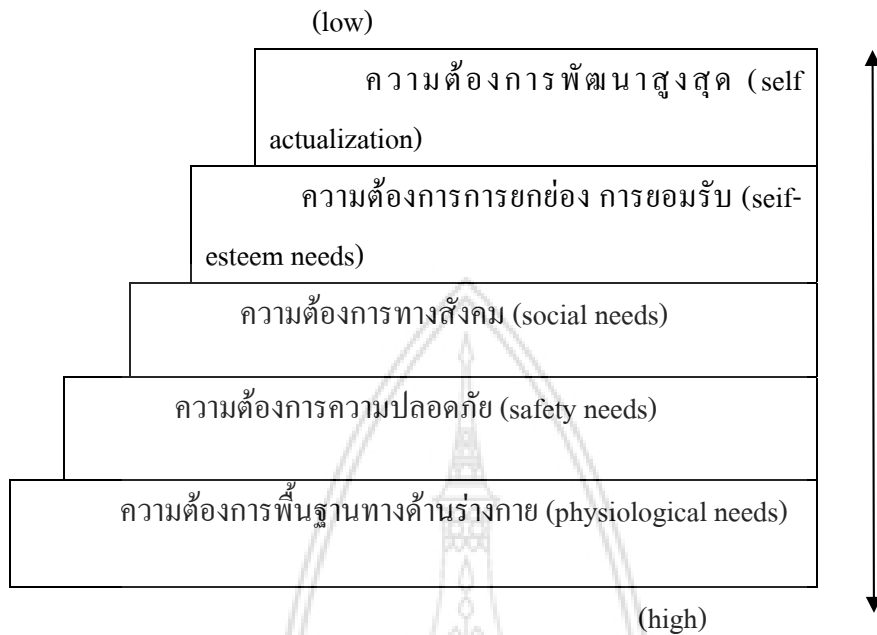 (low)
ความต้องการพัฒนาสูงสุด (self
actualization)
ความต้องการการยกย่อง การยอมรับ (seif-
esteem needs)
ความต้องการทางสังคม (social needs)
ความต้องการความปลอดภัย (safety needs)
ความต้องการพื้นฐานทางด้านร่างกาย (physiological needs)
(high)